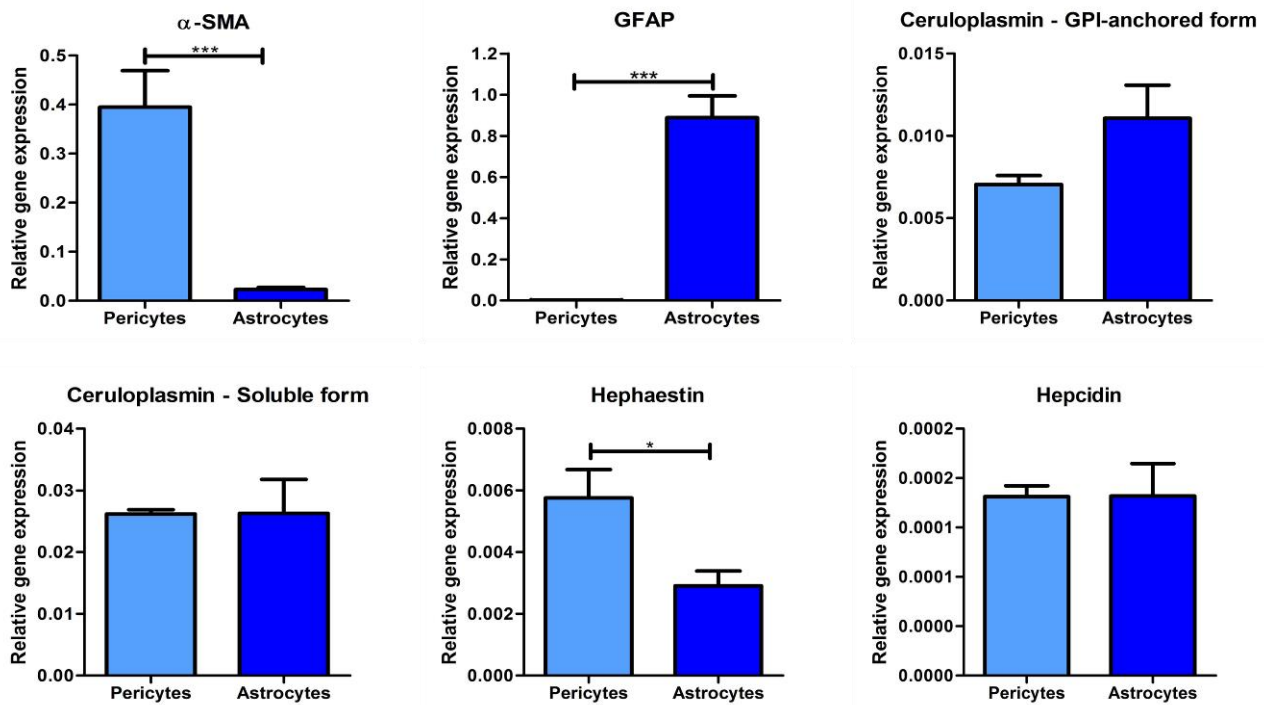 α-SMA
Relative gene expression
0.5
0.4
0.3
0.2
0.1
0.0
***
Pericytes Astrocytes
GFAP
Relative gene expression
1.2
1.0
0.8
0.6
0.4
0.2
0.0
***
Pericytes Astrocytes
Ceruloplasmin - GPI-anchored form
Relative gene expression
0.015
0.010
0.005
0.000
Pericytes Astrocytes
Ceruloplasmin - Soluble form
Relative gene expression
0.04
0.03
0.02
0.01
0.00
Pericytes Astrocytes
Hephaestin
Relative gene expression
0.008
0.006
0.004
0.002
0.000
*
Pericytes Astrocytes
Hepcidin
Relative gene expression
0.0002
0.0002
0.0001
0.0001
0.0000
0.0000
Pericytes Astrocytes